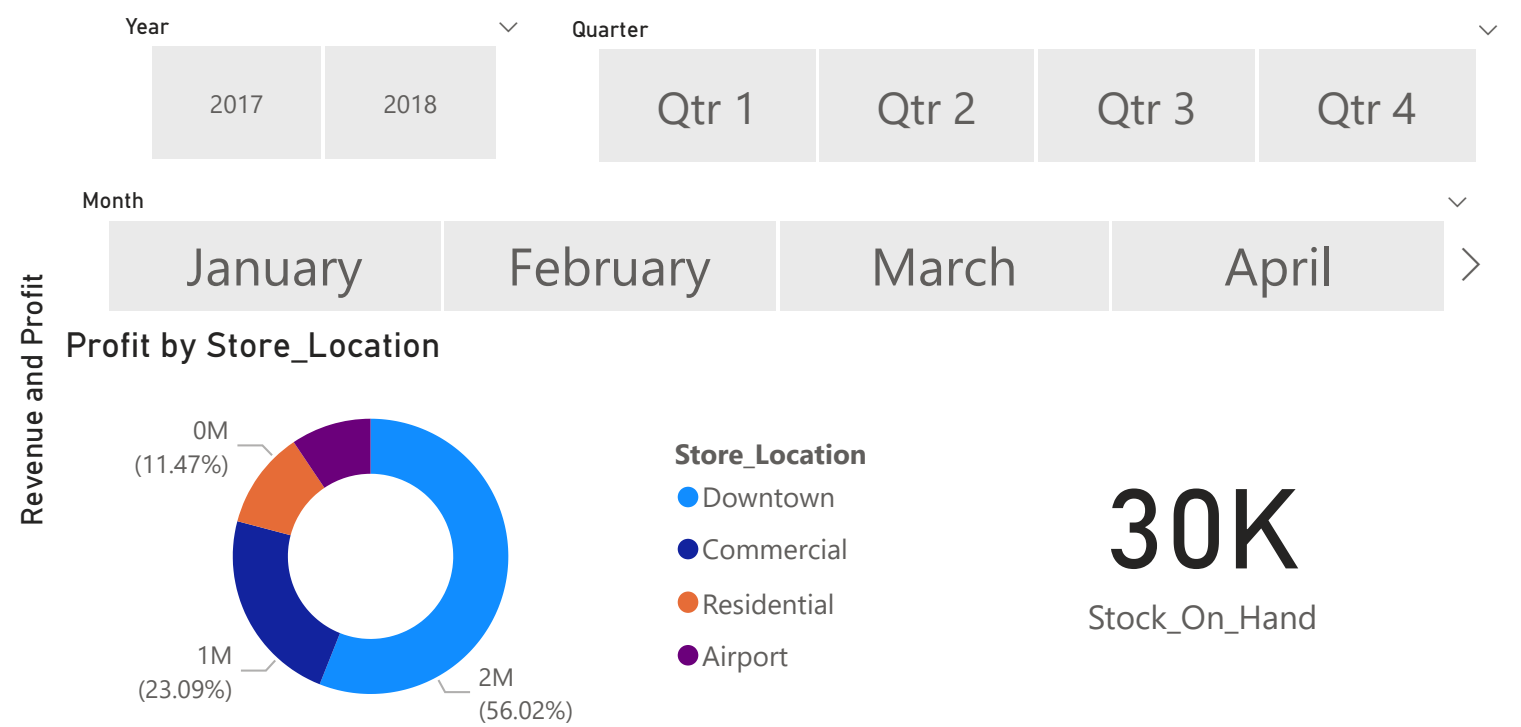 Year
Quarter
2017
2018
Qtr 1
Qtr 2
Qtr 3
Qtr 4
Month
January
February
March
April
Revenue and Profit
Profit by Store_Location
0M
(11.47%)
1M
(23.09%)
2M
(56.02%)
Store_Location
Downtown
Commercial
Residential
Airport
30K
Stock_On_Hand